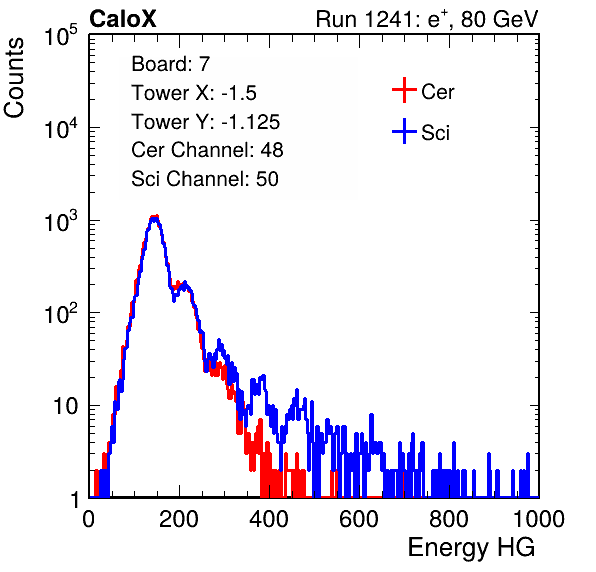 CaloX Run 1241: e⁺, 80 GeV
Counts
Board: 7
Tower X: -1.5
Tower Y: -1.125
Cer Channel: 48
Sci Channel: 50
Cer
Sci
10⁵
10⁴
10³
10²
10
1
0 200 400 600 800 1000
Energy HG